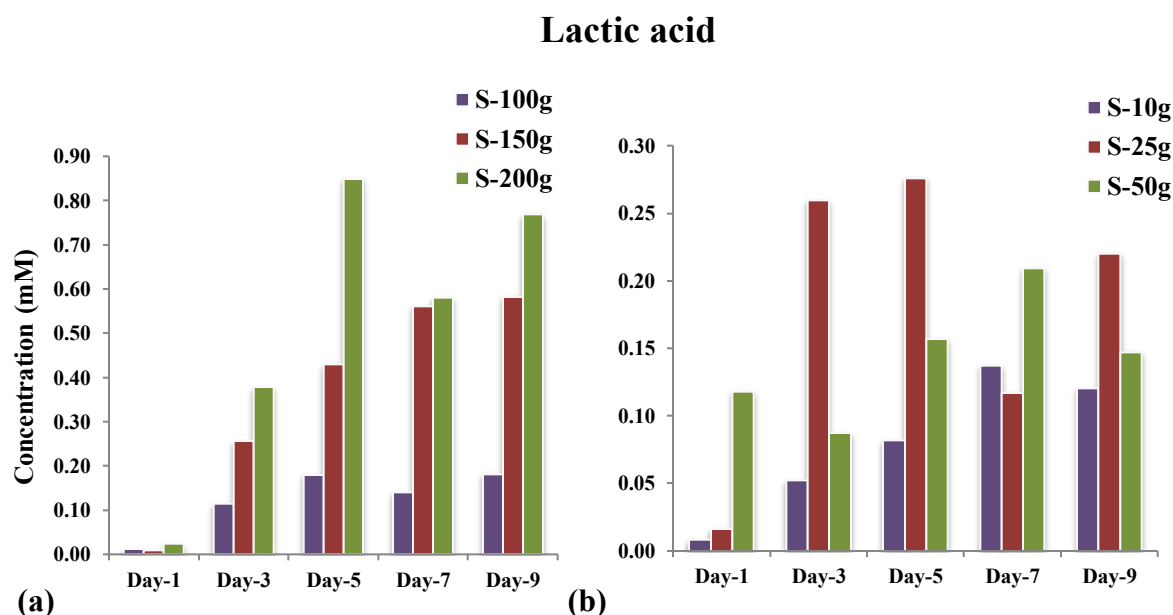 Lactic acid
S-100g
S-150g
S-200g
0.90
0.80
0.70
0.60
0.50
0.40
0.30
0.20
0.10
0.00
Concentration (mM)
Day-1 Day-3 Day-5 Day-7 Day-9
(a)
S-10g
S-25g
S-50g
0.30
0.25
0.20
0.15
0.10
0.05
0.00
Day-1 Day-3 Day-5 Day-7 Day-9
(b)